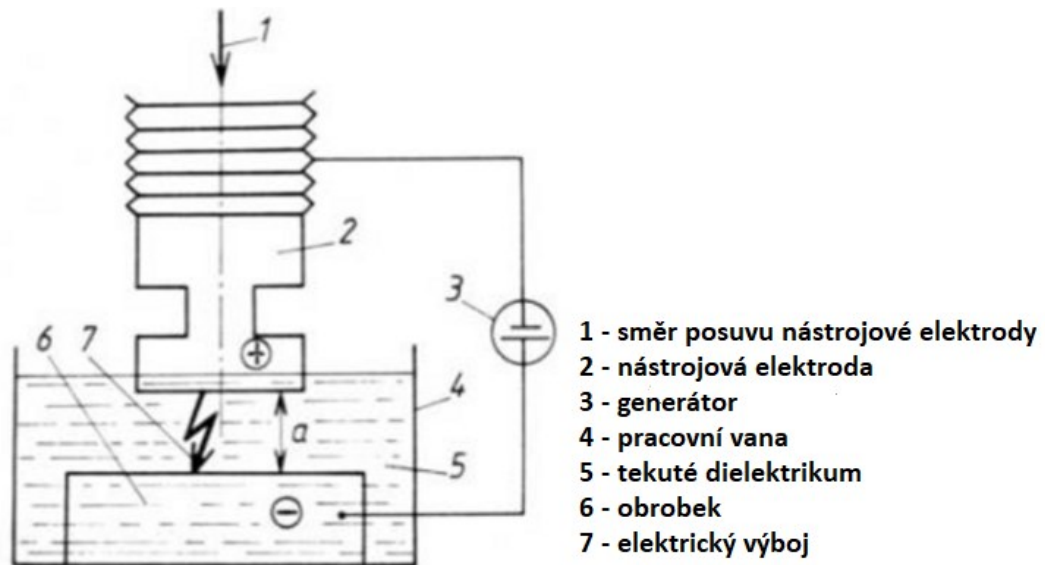 1
2
3
6
7
+
4
a
5
−
1 - směr posuvu nástrojové elektrody
2 - nástrojová elektroda
3 - generátor
4 - pracovní vana
5 - tekuté dielektrikum
6 - obrobek
7 - elektrický výboj